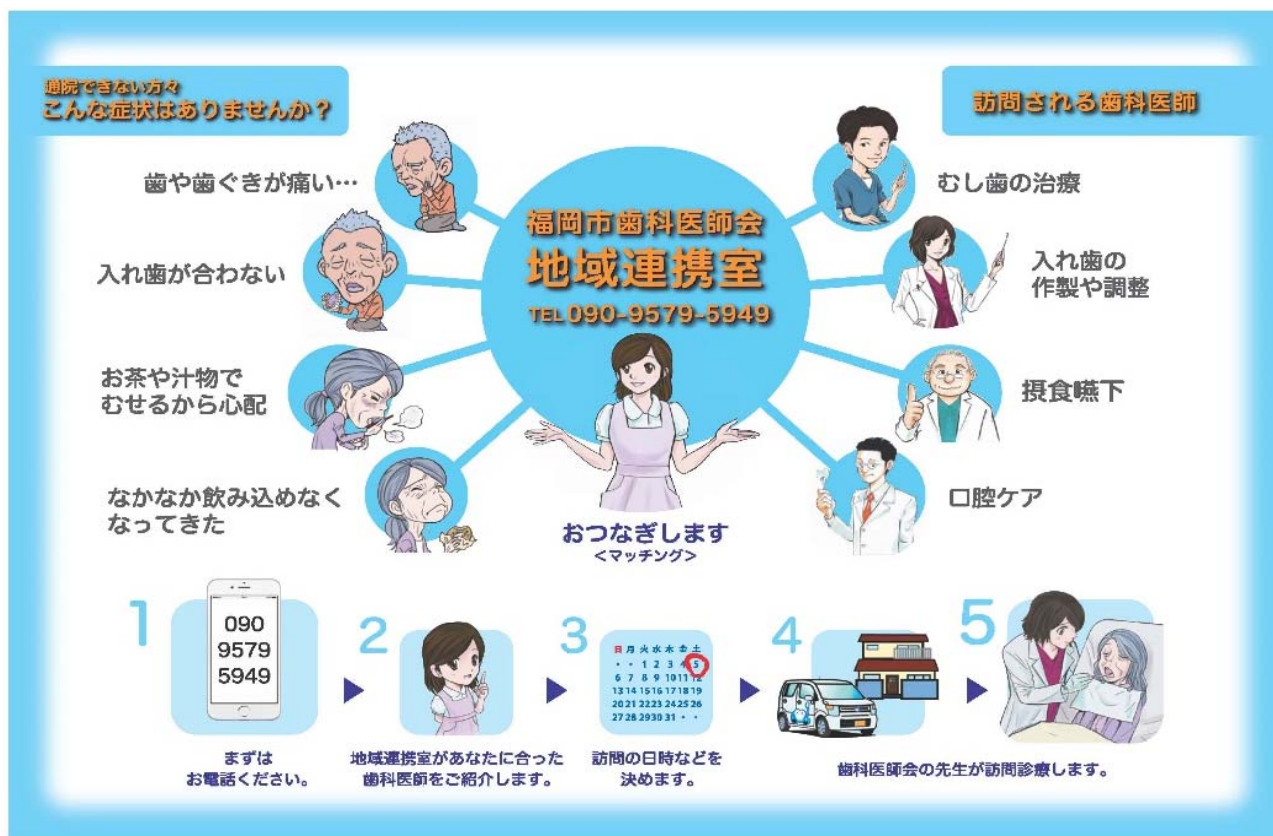 通院できない方々
こんな症状はありませんか？
訪問される歯科医師
歯や歯ぐきが痛い…
入れ歯が合わない
お茶や汁物で
むせるから心配
なかなか飲み込めなく
なってきた
福岡市歯科医師会
地域連携室
TEL 090-9579-5949
おつなぎします
＜マッチング＞
むし歯の治療
入れ歯の
作製や調整
摂食嚥下
口腔ケア
1
090
9579
5949
まずは
お電話ください。
2
地域連携室があなたに合った
歯科医師をご紹介します。
3
日 月 火 水 木 金 土
・ ・ 1 2 3 4 5
6 7 8 9 10 11 12
13 14 15 16 17 18 19
20 21 22 23 24 25 26
27 28 29 30 31 ・ ・
訪問の日時などを
決めます。
4
5
歯科医師会の先生が訪問診療します。